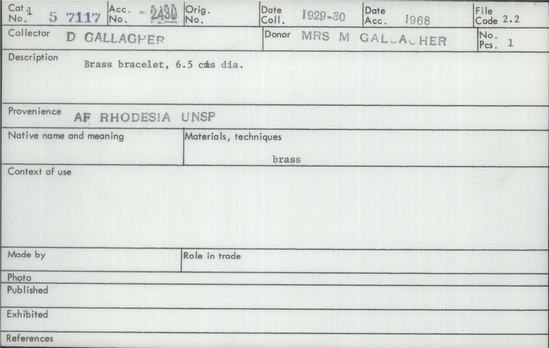 Cat. No. 5 7117 Acc. No. 2430 Orig. No. Date Coll. 1929-30 Date Acc. 1968 File Code 2.2
Collector D GALLAGHER Donor MRS M GALLAGHER No. Pcs. 1
Description
Brass bracelet, 6.5 cms dia.
Provenience AF RHODESIA UNSP
Native name and meaning Materials, techniques
brass
Context of use
Made by Role in trade
Photo
Published
Exhibited
References